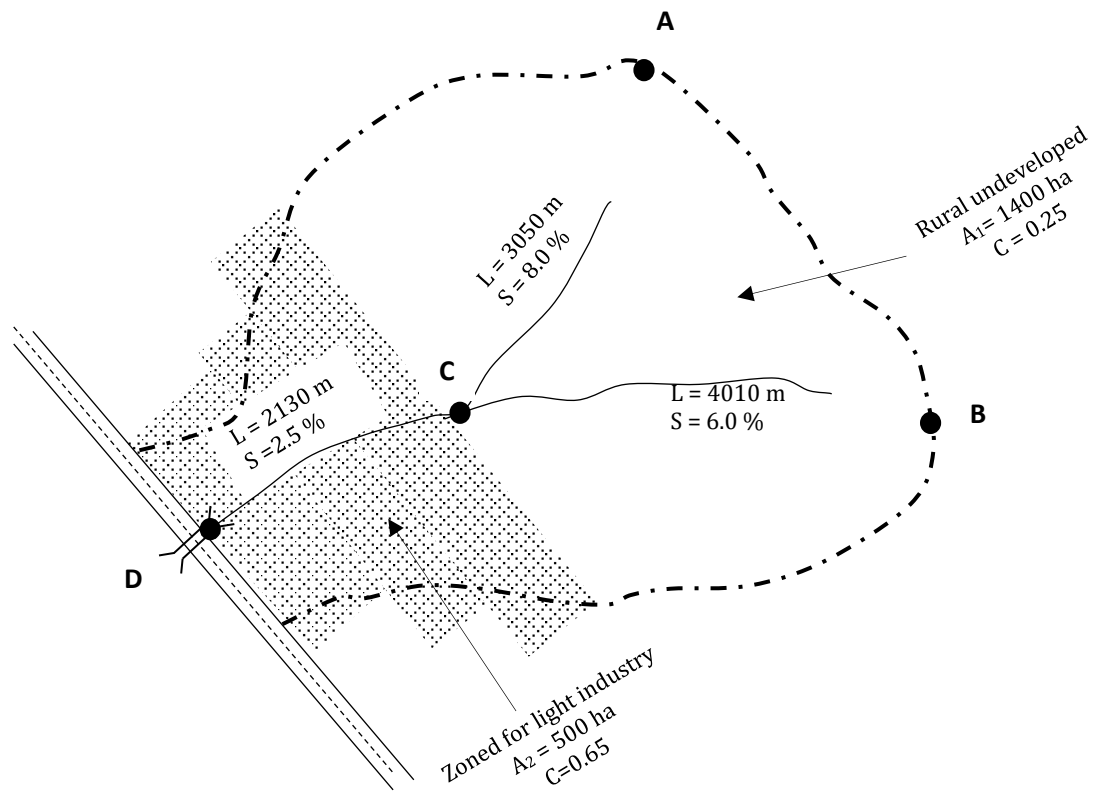 A
Rural undeveloped
A₁= 1400 ha
C = 0.25
L = 3050 m
S = 8.0 %
C
L = 2130 m
S =2.5 %
L = 4010 m
S = 6.0 %
B
D
Zoned for light industry
A₂ = 500 ha
C=0.65